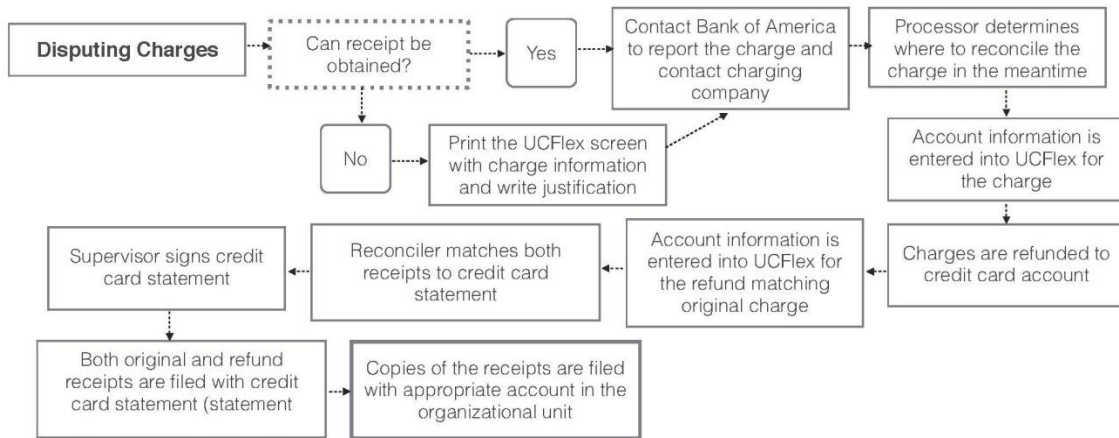 Disputing Charges
Can receipt be
obtained?
Yes
Contact Bank of America
to report the charge and
contact charging
company
Processor determines
where to reconcile the
charge in the meantime
No
Print the UCFlex screen
with charge information
and write justification
Account information is
entered into UCFlex for
the charge
Charges are refunded to
credit card account
Account information is
entered into UCFlex for
the refund matching
original charge
Reconciler matches both
receipts to credit card
statement
Supervisor signs credit
card statement
Both original and refund
receipts are filed with credit
card statement (statement
Copies of the receipts are filed
with appropriate account in the
organizational unit